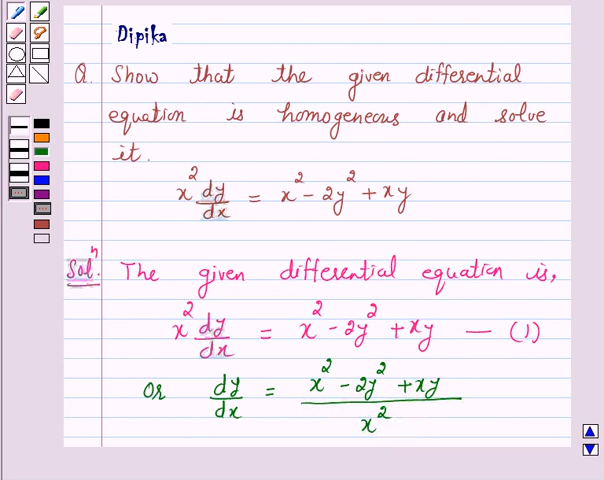 Dipika
Q. Show that the given differential
equation is homogeneous and solve
it.
x² dy/dx = x² - 2y² + xy
Solⁿ. The given differential equation is,
x² dy/dx = x² - 2y² + xy — (1)
Or dy/dx = (x² - 2y² + xy)/x²